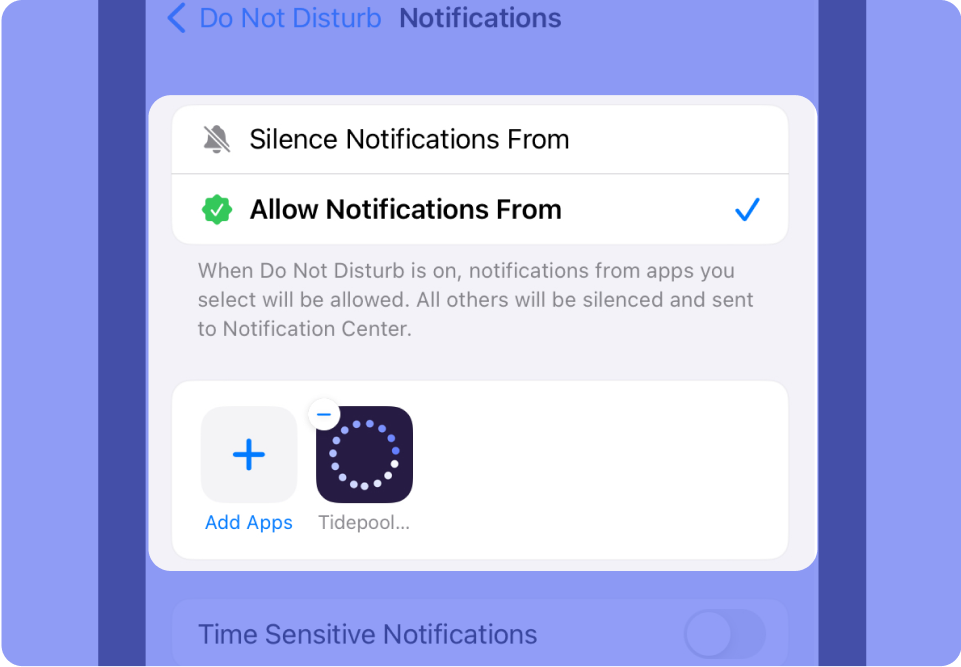 Do Not Disturb Notifications
Silence Notifications From
Allow Notifications From
When Do Not Disturb is on, notifications from apps you
select will be allowed. All others will be silenced and sent
to Notification Center.
Add Apps Tidepool...
Time Sensitive Notifications